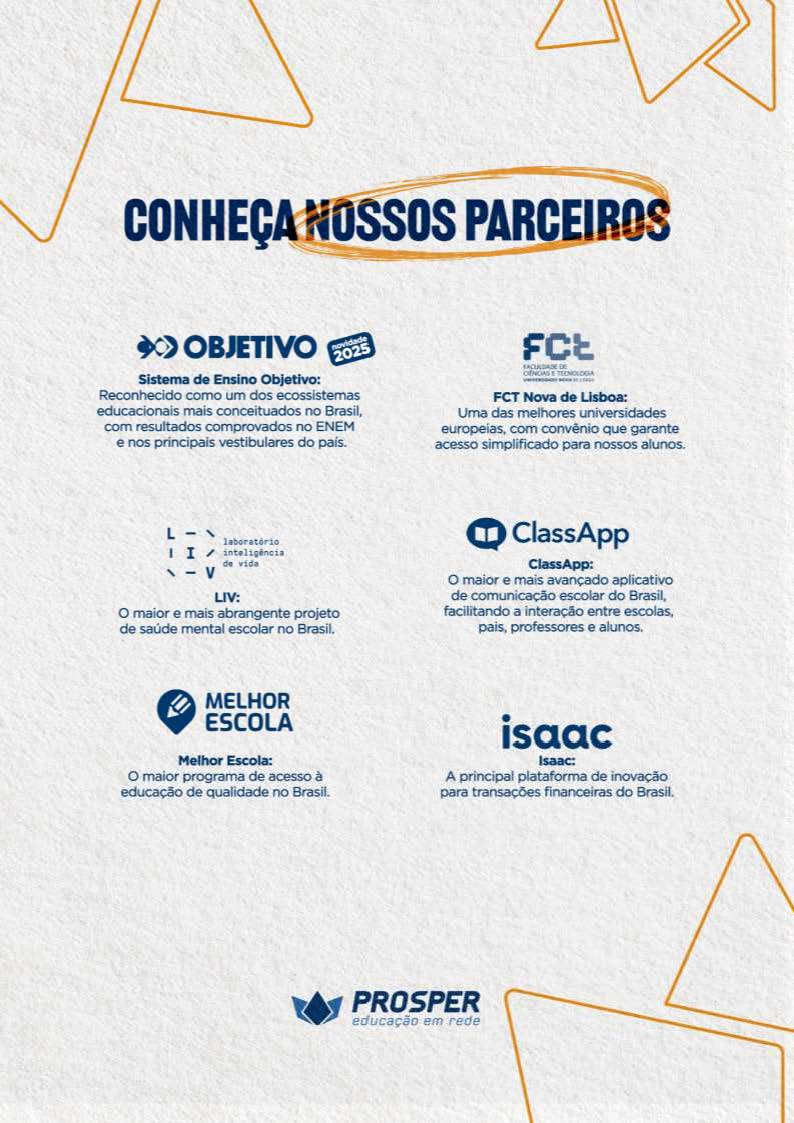 CONHEÇA NOSSOS PARCEIROS
OBJETIVO
novidade
2025
Sistema de Ensino Objetivo:
Reconhecido como um dos ecossistemas
educacionais mais conceituados no Brasil,
com resultados comprovados no ENEM
e nos principais vestibulares do país.
FCt
FACULDADE DE
CIÊNCIAS E TECNOLOGIA
UNIVERSIDADE NOVA DE LISBOA
FCT Nova de Lisboa:
Uma das melhores universidades
europeias, com convênio que garante
acesso simplificado para nossos alunos.
L I V
laboratório
inteligência
de vida
LIV:
O maior e mais abrangente projeto
de saúde mental escolar no Brasil.
ClassApp
ClassApp:
O maior e mais avançado aplicativo
de comunicação escolar do Brasil,
facilitando a interação entre escolas,
pais, professores e alunos.
MELHOR
ESCOLA
Melhor Escola:
O maior programa de acesso à
educação de qualidade no Brasil.
isaac
Isaac:
A principal plataforma de inovação
para transações financeiras do Brasil.
PROSPER
educação em rede